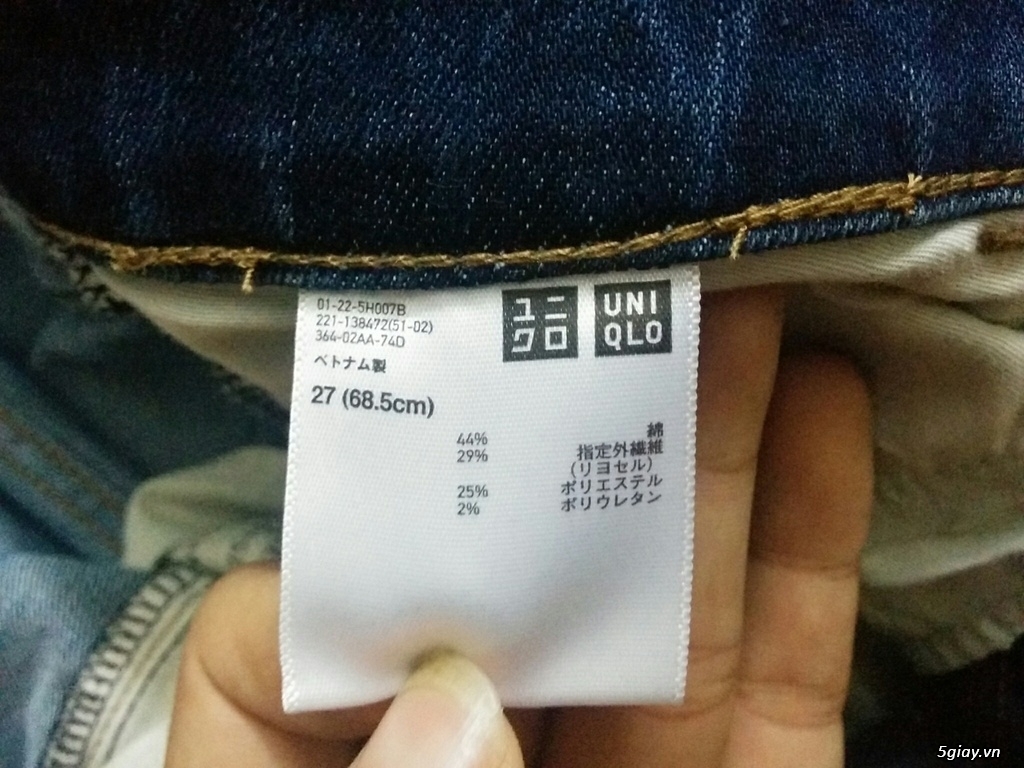 01-22-5H007B
221-138472(51-02)
364-02AA-74D
ベトナム製
ユニ
クロ
UNI
QLO
27 (68.5cm)
44% 綿
29% 指定外繊維
(リヨセル)
25% ポリエステル
2% ポリウレタン
5giay.vn